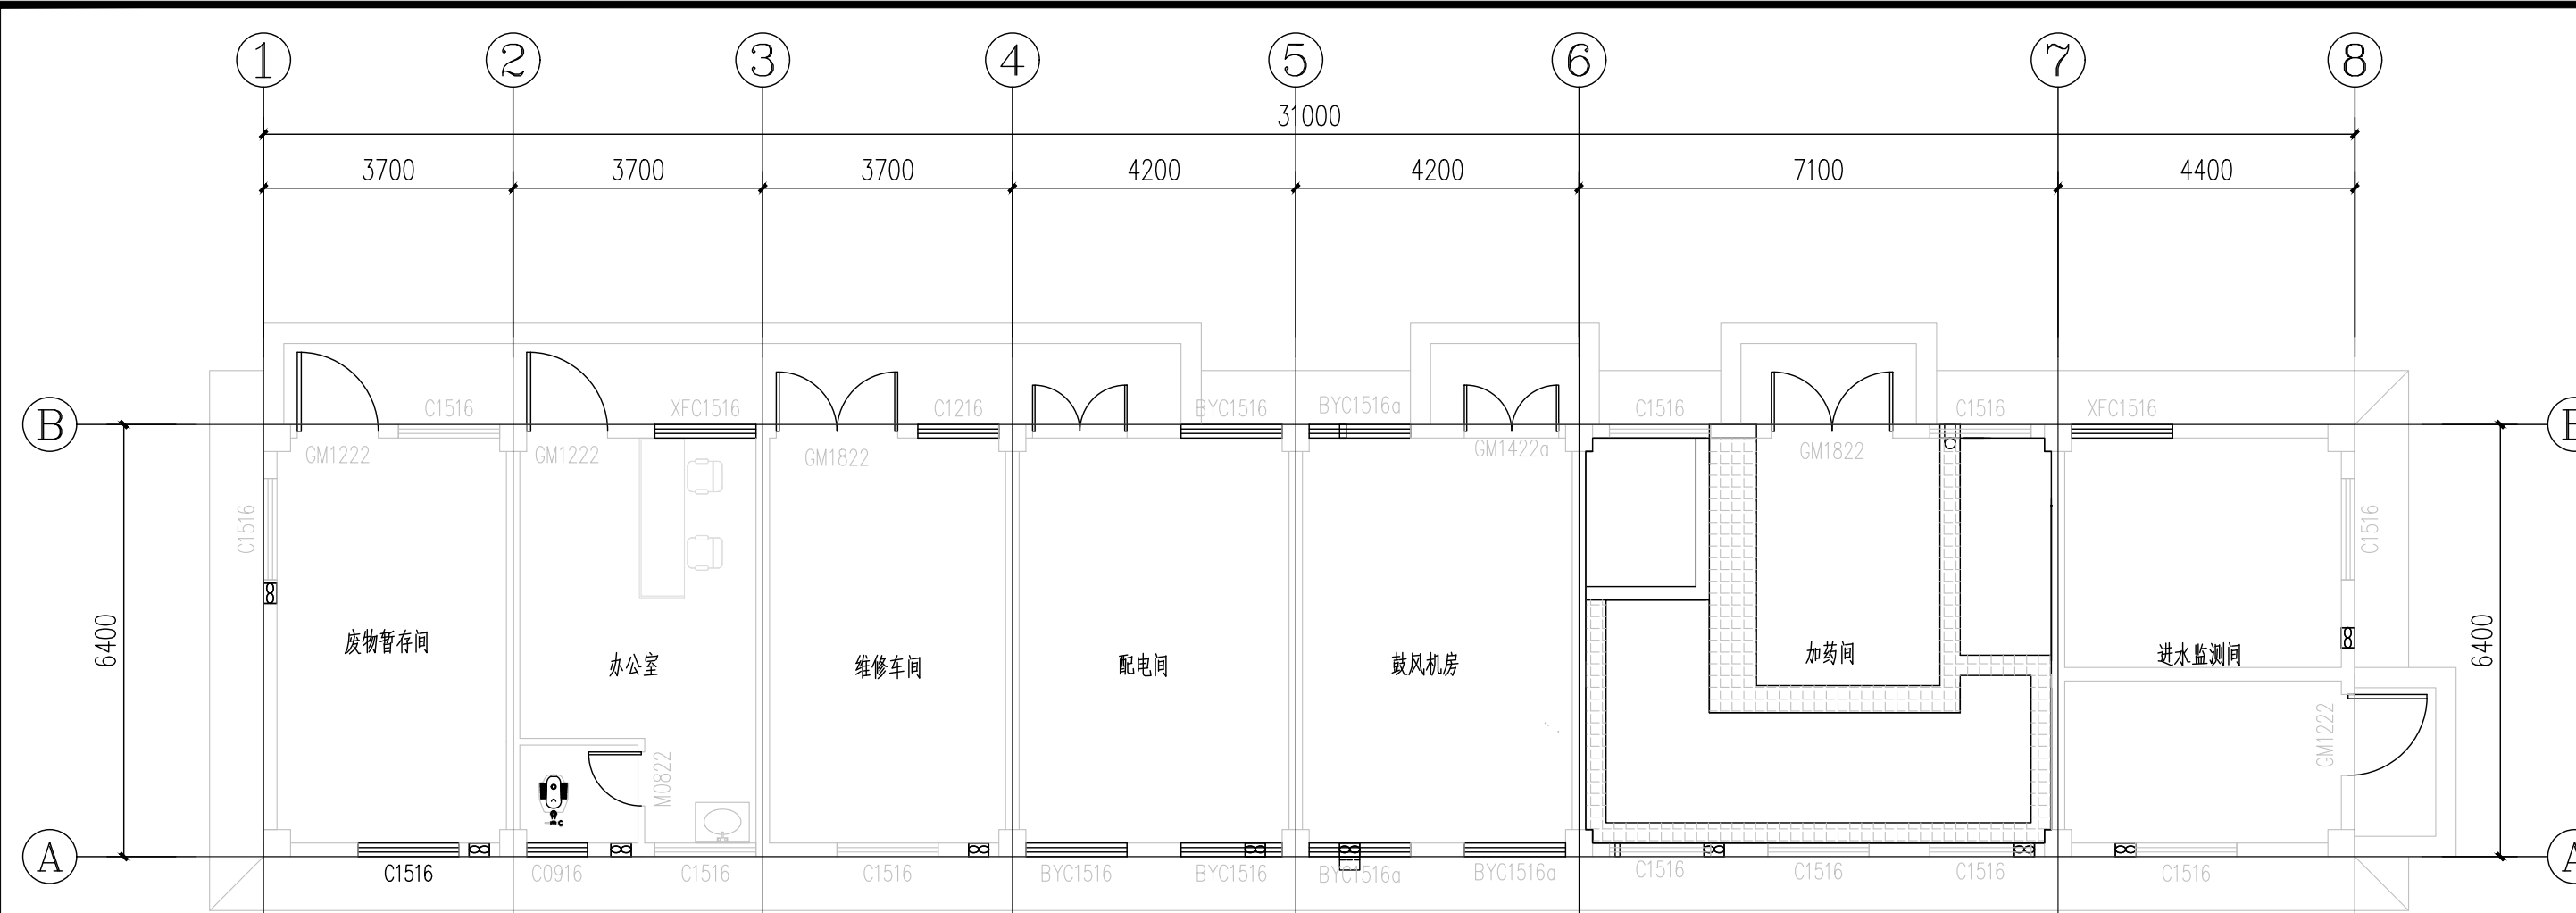 1 2 3 4 5 6 7 8
31000
3700 3700 3700 4200 4200 7100 4400
C1516 XFC1516 C1216 BYC1516 BYC1516a C1516 C1516 XFC1516
B
GM1222 GM1222 GM1822 GM1422a GM1822
C1516 C1516
6400 废物暂存间 办公室 维修车间 配电间 鼓风机房 加药间 进水监测间 6400
M0822 GM1222
A A
C1516 C0916 C1516 C1516 BYC1516 BYC1516 BYC1516a BYC1516a C1516 C1516 C1516 C1516